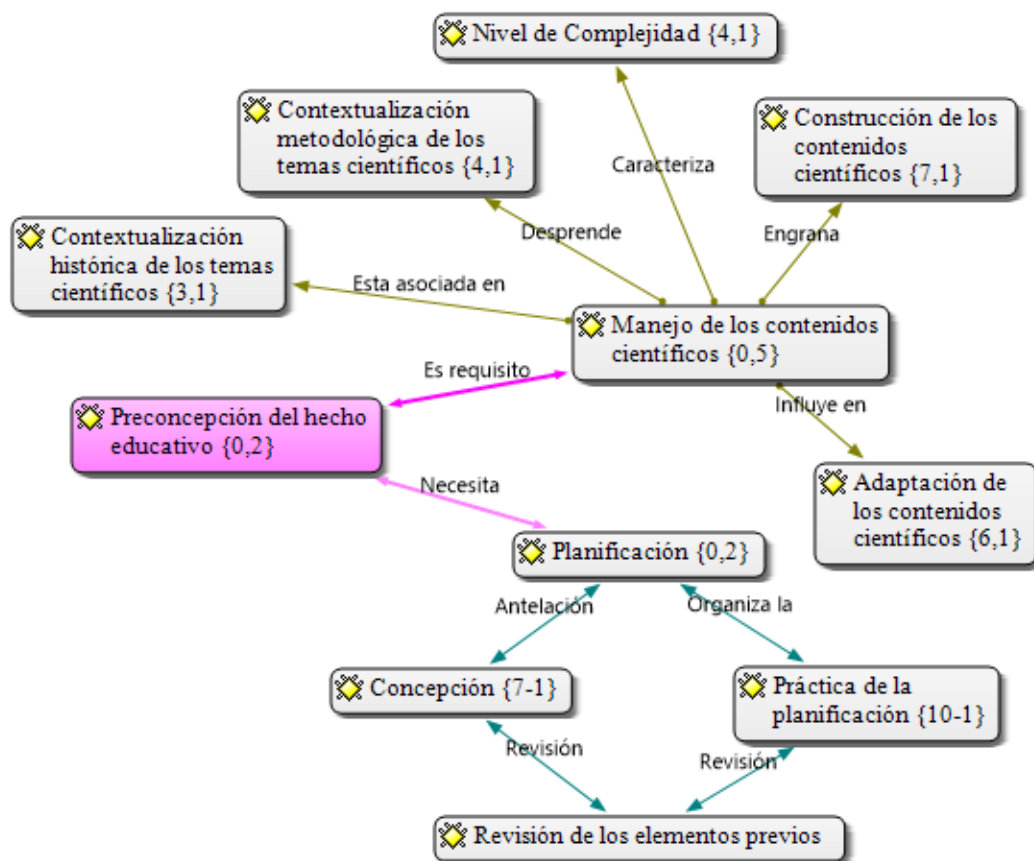 Nivel de Complejidad {4,1}
Contextualización
metodológica de los
temas científicos {4,1}
Construcción de los
contenidos
científicos {7,1}
Caracteriza
Desprende
Engrana
Contextualización
histórica de los temas
científicos {3,1}
Esta asociada en
Manejo de los contenidos
científicos {0,5}
Es requisito
Preconcepción del hecho
educativo {0,2}
Influye en
Necesita
Adaptación de
los contenidos
científicos {6,1}
Planificación {0,2}
Antelación
Organiza la
Concepción {7-1}
Práctica de la
planificación {10-1}
Revisión
Revisión
Revisión de los elementos previos